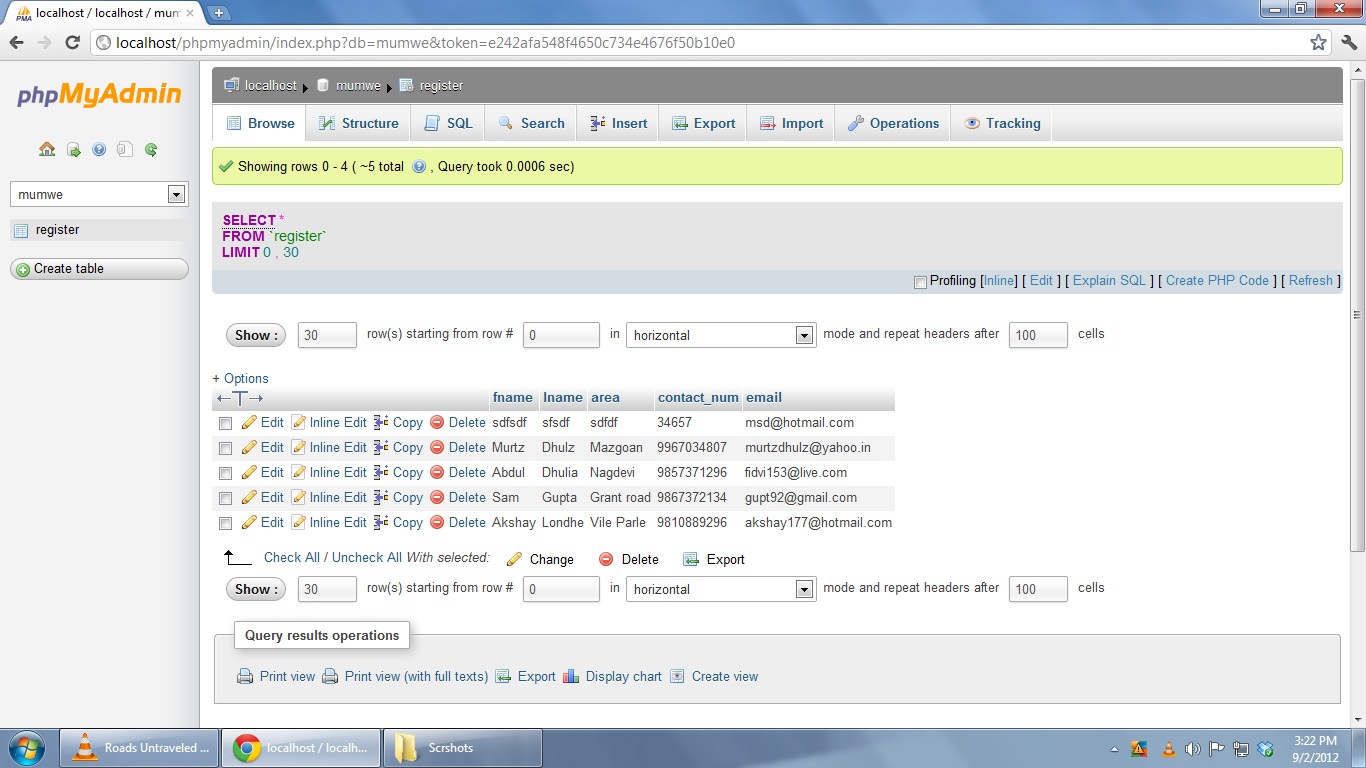 localhost / localhost / mum
localhost/phpmyadmin/index.php?db=mumwe&token=e242afa548f4650c734e4676f50b10e0
phpMyAdmin
mumwe
register
Create table
localhost mumwe register
Browse Structure SQL Search Insert Export Import Operations Tracking
Showing rows 0 - 4 ( ~5 total , Query took 0.0006 sec)
SELECT *
FROM `register`
LIMIT 0 , 30
Profiling [Inline] [ Edit ] [ Explain SQL ] [ Create PHP Code ] [ Refresh ]
Show : 30 row(s) starting from row # 0 in horizontal mode and repeat headers after 100 cells
+ Options
fname lname area contact_num email
Edit Inline Edit Copy Delete sdfsdf sfsdf sdfdf 34657 msd@hotmail.com
Edit Inline Edit Copy Delete Murtz Dhulz Mazgoan 9967034807 murtzdhulz@yahoo.in
Edit Inline Edit Copy Delete Abdul Dhulia Nagdevi 9857371296 fidvi153@live.com
Edit Inline Edit Copy Delete Sam Gupta Grant road 9867372134 gupt92@gmail.com
Edit Inline Edit Copy Delete Akshay Londhe Vile Parle 9810889296 akshay177@hotmail.com
Check All / Uncheck All With selected: Change Delete Export
Show : 30 row(s) starting from row # 0 in horizontal mode and repeat headers after 100 cells
Query results operations
Print view Print view (with full texts) Export Display chart Create view
Roads Untraveled ... localhost / localh... Scrshots
3:22 PM
9/2/2012